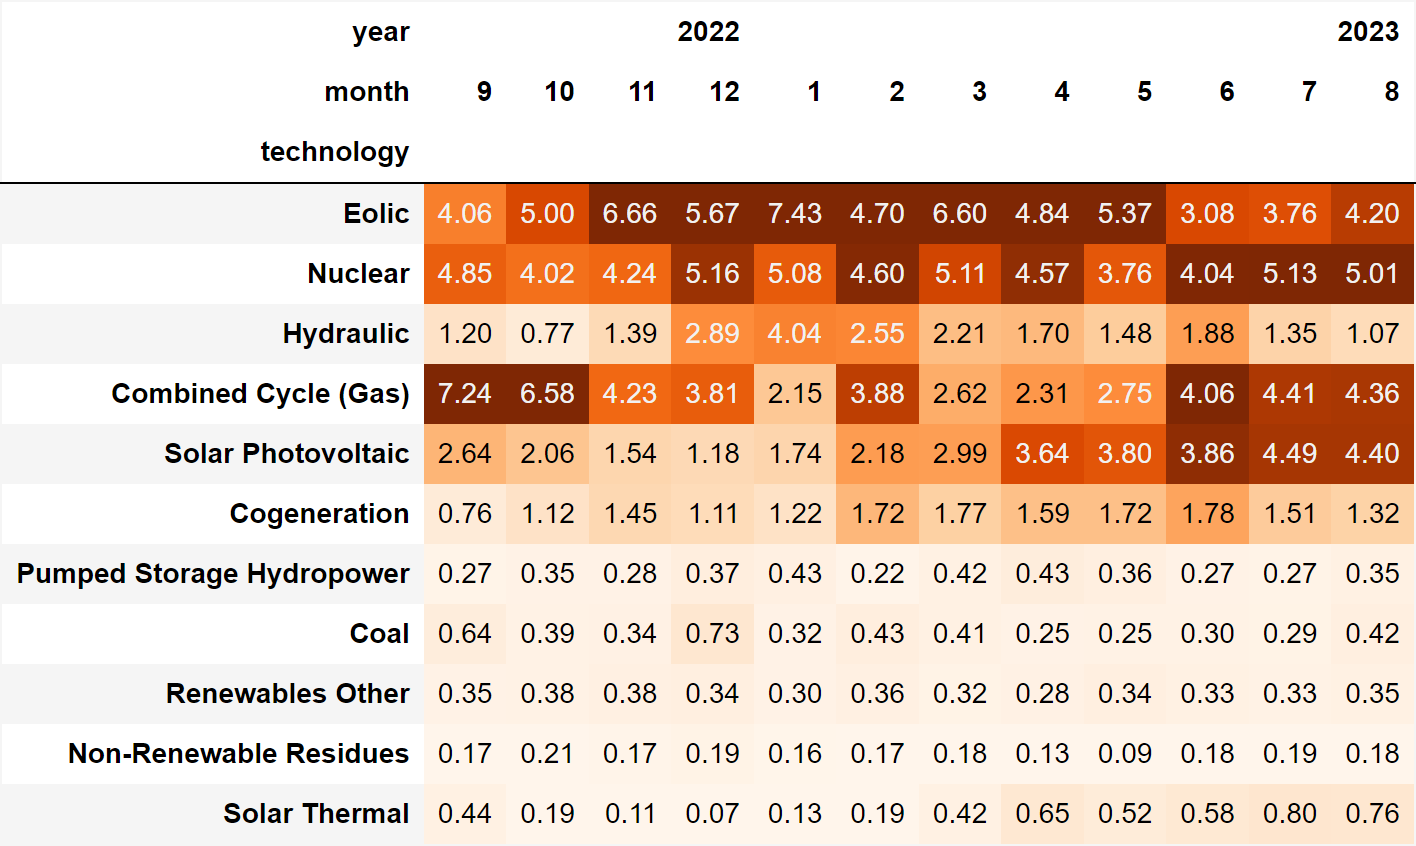 year 2022 2023
month 9 10 11 12 1 2 3 4 5 6 7 8
technology
Eolic 4.06 5.00 6.66 5.67 7.43 4.70 6.60 4.84 5.37 3.08 3.76 4.20
Nuclear 4.85 4.02 4.24 5.16 5.08 4.60 5.11 4.57 3.76 4.04 5.13 5.01
Hydraulic 1.20 0.77 1.39 2.89 4.04 2.55 2.21 1.70 1.48 1.88 1.35 1.07
Combined Cycle (Gas) 7.24 6.58 4.23 3.81 2.15 3.88 2.62 2.31 2.75 4.06 4.41 4.36
Solar Photovoltaic 2.64 2.06 1.54 1.18 1.74 2.18 2.99 3.64 3.80 3.86 4.49 4.40
Cogeneration 0.76 1.12 1.45 1.11 1.22 1.72 1.77 1.59 1.72 1.78 1.51 1.32
Pumped Storage Hydropower 0.27 0.35 0.28 0.37 0.43 0.22 0.42 0.43 0.36 0.27 0.27 0.35
Coal 0.64 0.39 0.34 0.73 0.32 0.43 0.41 0.25 0.25 0.30 0.29 0.42
Renewables Other 0.35 0.38 0.38 0.34 0.30 0.36 0.32 0.28 0.34 0.33 0.33 0.35
Non-Renewable Residues 0.17 0.21 0.17 0.19 0.16 0.17 0.18 0.13 0.09 0.18 0.19 0.18
Solar Thermal 0.44 0.19 0.11 0.07 0.13 0.19 0.42 0.65 0.52 0.58 0.80 0.76